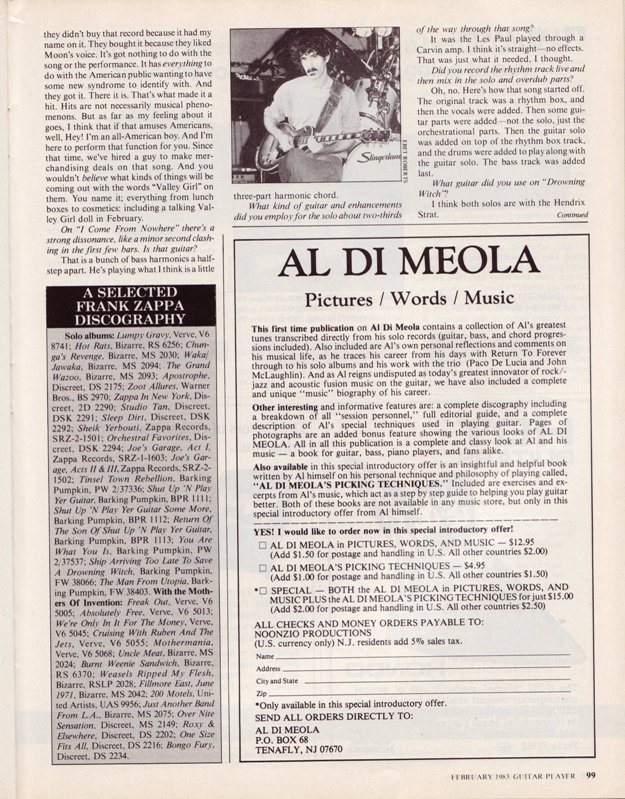 they didn't buy that record because it had my
name on it. They bought it because they liked
Moon's voice. It's got nothing to do with the
song or the performance. It has everything to
do with the American public wanting to have
some new syndrome to identify with. And
they got it. There it is. That's what made it a
hit. Hits are not necessarily musical pheno-
menons. But as far as my feeling about it
goes, I think that if that amuses Americans,
well, Hey! I'm an all-American boy. And I'm
here to perform that function for you. Since
that time, we've hired a guy to make mer-
chandising deals on that song. And you
wouldn't believe what kinds of things will be
coming out with the words "Valley Girl" on
them. You name it; everything from lunch
boxes to cosmetics: including a talking Val-
ley Girl doll in February.
On "I Come From Nowhere" there's a
strong dissonance, like a minor second clash-
ing in the first few bars. Is that guitar?
That is a bunch of bass harmonics a half-
step apart. He's playing what I think is a little
A SELECTED
FRANK ZAPPA
DISCOGRAPHY
Solo albums: Lumpy Gravy, Verve, V6
8741; Hot Rats, Bizarre, RS 6256; Chun-
ga's Revenge, Bizarre, MS 2030; Waka/
Jawaka, Bizarre, MS 2094; The Grand
Wazoo, Bizarre, MS 2093; Apostrophe,
Discreet, DS 2175; Zoot Allures, Warner
Bros., BS 2970; Zappa In New York, Dis-
creet, 2D 2290; Studio Tan, Discreet,
DSK 2291; Sleep Dirt, Discreet, DSK
2292; Sheik Yerbouti, Zappa Records,
SRZ-2-1501; Orchestral Favorites, Dis-
creet, DSK 2294; Joe's Garage, Act I,
Zappa Records, SRZ-1-1603; Joe's Gar-
age, Acts II & III, Zappa Records, SRZ-2-
1502; Tinsel Town Rebellion, Barking
Pumpkin, PW 2/37336; Shut Up 'N Play
Yer Guitar, Barking Pumpkin, BPR 1111;
Shut Up 'N Play Yer Guitar Some More,
Barking Pumpkin, BPR 1112; Return Of
The Son Of Shut Up 'N Play Yer Guitar,
Barking Pumpkin, BPR 1113; You Are
What You Is, Barking Pumpkin, PW
2/37537; Ship Arriving Too Late To Save
A Drowning Witch, Barking Pumpkin,
FW 38066; The Man From Utopia, Bark-
ing Pumpkin, FW 38403. With the Moth-
ers Of Invention: Freak Out, Verve, V6
5005; Absolutely Free, Verve, V6 5013;
We're Only In It For The Money, Verve,
V6 5045; Cruising With Ruben And The
Jets, Verve, V6 5055; Mothermania,
Verve, V6 5068; Uncle Meat, Bizarre, MS
2024; Burnt Weenie Sandwich, Bizarre,
RS 6370; Weasels Ripped My Flesh,
Bizarre, RSLP 2028; Fillmore East, June
1971, Bizarre, MS 2042; 200 Motels, Uni-
ted Artists, UAS 9956; Just Another Band
From L.A., Bizarre, MS 2075; Over Nite
Sensation, Discreet, MS 2149; Roxy &
Elsewhere, Discreet, DS 2202; One Size
Fits All, Discreet, DS 2216; Bongo Fury,
Discreet, DS 2234.
Slingerland
ROBERTS
three-part harmonic chord.
What kind of guitar and enhancements
did you employ for the solo about two-thirds
of the way through that song?
It was the Les Paul played through a
Carvin amp. I think it's straight—no effects.
That was just what it needed, I thought.
Did you record the rhythm track live and
then mix in the solo and overdub parts?
Oh, no. Here's how that song started off.
The original track was a rhythm box, and
then the vocals were added. Then some gui-
tar parts were added—not the solo, just the
orchestral parts. Then the guitar solo
was added on top of the rhythm box track,
and the drums were added to play along with
the guitar solo. The bass track was added
last.
What guitar did you use on "Drowning
Witch"?
I think both solos are with the Hendrix
Strat.
Continued
AL DI MEOLA
Pictures / Words / Music
This first time publication on Al Di Meola contains a collection of Al's greatest
tunes transcribed directly from his solo records (guitar, bass, and chord progres-
sions included). Also included are Al's own personal reflections and comments on
his musical life, as he traces his career from his days with Return To Forever
through to his solo albums and his work with the trio (Paco De Lucia and John
McLaughlin). And as Al reigns undisputed as today's greatest innovator of rock/-
jazz and acoustic fusion music on the guitar, we have also included a complete
and unique "music" biography of his career.
Other interesting and informative features are: a complete discography including
a breakdown of all "session personnel," full editorial guide, and a complete
description of Al's special techniques used in playing guitar. Pages of
photographs are an added bonus feature showing the various looks of AL DI
MEOLA. All in all this publication is a complete and classy look at Al and his
music — a book for guitar, bass, piano players, and fans alike.
Also available in this special introductory offer is an insightful and helpful book
written by Al himself on his personal technique and philosophy of playing called,
"AL DI MEOLA'S PICKING TECHNIQUES." Included are exercises and ex-
cerpts from Al's music, which act as a step by step guide to helping you play guitar
better. Both of these books are not available in any music store, but only in this
special introductory offer from Al himself.
YES! I would like to order now in this special introductory offer!
☐ AL DI MEOLA in PICTURES, WORDS, AND MUSIC — $12.95
(Add $1.50 for postage and handling in U.S. All other countries $2.00)
☐ AL DI MEOLA'S PICKING TECHNIQUES — $4.95
(Add $1.00 for postage and handling in U.S. All other countries $1.50)
*☐ SPECIAL — BOTH the AL DI MEOLA in PICTURES, WORDS, AND
MUSIC PLUS the AL DI MEOLA'S PICKING TECHNIQUES for just $15.00
(Add $2.00 for postage and handling in U.S. All other countries $2.50)
ALL CHECKS AND MONEY ORDERS PAYABLE TO:
NOONZIO PRODUCTIONS
(U.S. currency only) N.J. residents add 5% sales tax.
Name
Address
City and State
Zip
*Only available in this special introductory offer.
SEND ALL ORDERS DIRECTLY TO:
AL DI MEOLA
P.O. BOX 68
TENAFLY, NJ 07670
FEBRUARY 1983 GUITAR PLAYER 99